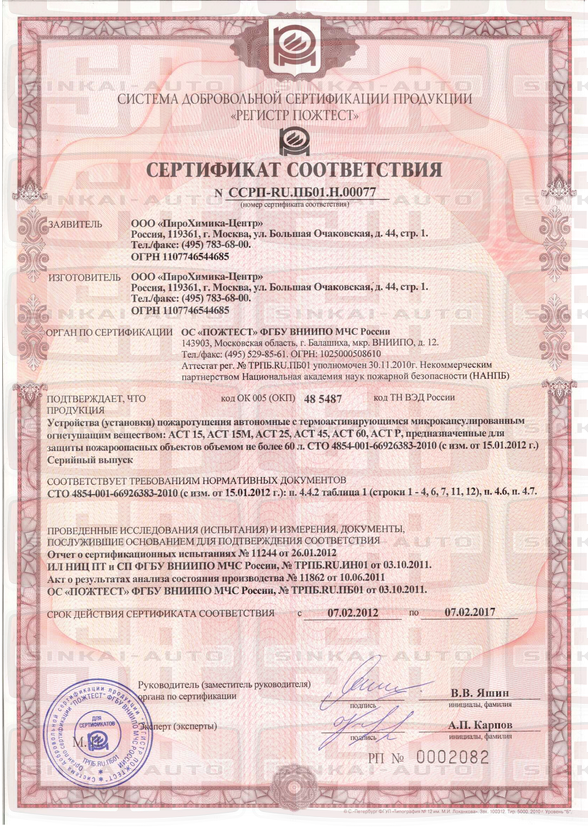 СИСТЕМА ДОБРОВОЛЬНОЙ СЕРТИФИКАЦИИ ПРОДУКЦИИ
«РЕГИСТР ПОЖТЕСТ»
СЕРТИФИКАТ СООТВЕТСТВИЯ
N ССРП-RU.ПБ01.Н.00077
(номер сертификата соответствия)
ЗАЯВИТЕЛЬ ООО «ПироХимика-Центр»
Россия, 119361, г. Москва, ул. Большая Очаковская, д. 44, стр. 1.
Тел./факс: (495) 783-68-00.
ОГРН 1107746544685
ИЗГОТОВИТЕЛЬ ООО «ПироХимика-Центр»
Россия, 119361, г. Москва, ул. Большая Очаковская, д. 44, стр. 1.
Тел./факс: (495) 783-68-00.
ОГРН 1107746544685
ОРГАН ПО СЕРТИФИКАЦИИ ОС «ПОЖТЕСТ» ФГБУ ВНИИПО МЧС России
143903, Московская область, г. Балашиха, мкр. ВНИИПО, д. 12.
Тел./факс: (495) 529-85-61. ОГРН: 1025000508610
Аттестат рег. № ТРПБ.RU.ПБ01 уполномочен 30.11.2010г. Некоммерческим
партнерством Национальная академия наук пожарной безопасности (НАНПБ)
ПОДТВЕРЖДАЕТ, ЧТО код ОК 005 (ОКП) 48 5487 код ТН ВЭД России
ПРОДУКЦИЯ
Устройства (установки) пожаротушения автономные с термоактивирующимся микрокапсулированным
огнетушащим веществом: АСТ 15, АСТ 15М, АСТ 25, АСТ 45, АСТ 60, АСТ Р, предназначенные для
защиты пожароопасных объектов объемом не более 60 л. СТО 4854-001-66926383-2010 (с изм. от 15.01.2012 г.)
Серийный выпуск
СООТВЕТСТВУЕТ ТРЕБОВАНИЯМ НОРМАТИВНЫХ ДОКУМЕНТОВ
СТО 4854-001-66926383-2010 (с изм. от 15.01.2012 г.): п. 4.4.2 таблица 1 (строки 1 - 4, 6, 7, 11, 12), п. 4.6, п. 4.7.
ПРОВЕДЕННЫЕ ИССЛЕДОВАНИЯ (ИСПЫТАНИЯ) И ИЗМЕРЕНИЯ, ДОКУМЕНТЫ,
ПОСЛУЖИВШИЕ ОСНОВАНИЕМ ДЛЯ ПОДТВЕРЖДЕНИЯ СООТВЕТСТВИЯ
Отчет о сертификационных испытаниях № 11244 от 26.01.2012
ИЛ НИЦ ПТ и СП ФГБУ ВНИИПО МЧС России, № ТРПБ.RU.ИН01 от 03.10.2011.
Акт о результатах анализа состояния производства № 11862 от 10.06.2011
ОС «ПОЖТЕСТ» ФГБУ ВНИИПО МЧС России, № ТРПБ.RU.ПБ01 от 03.10.2011.
СРОК ДЕЙСТВИЯ СЕРТИФИКАТА СООТВЕТСТВИЯ с 07.02.2012 по 07.02.2017
Руководитель (заместитель руководителя)
органа по сертификации В.В. Яшин
подпись инициалы, фамилия
Эксперт (эксперты) А.П. Карпов
подпись инициалы, фамилия
М.
ДЛЯ
СЕРТИФИКАТОВ
ТРПБ.RU.ПБ01
РП № 0002082
SINKAI-AUTO